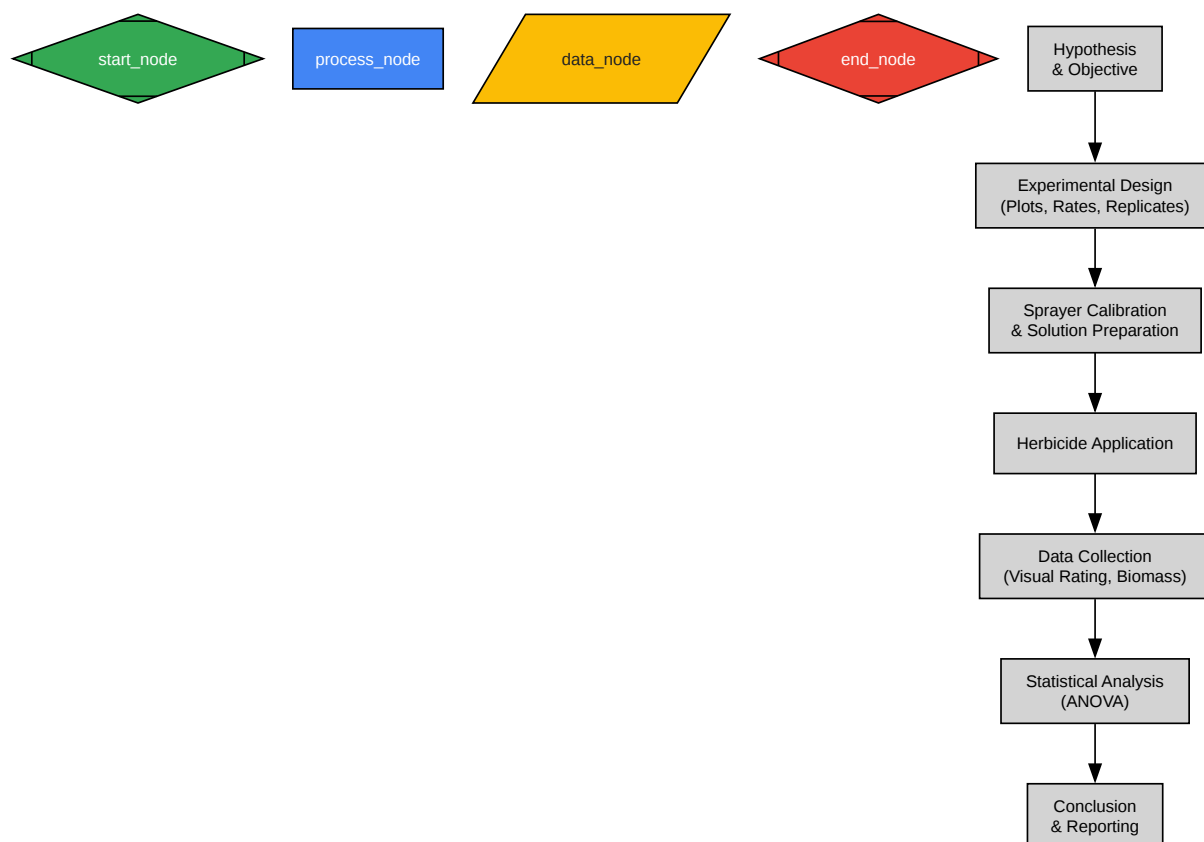 start_node
process_node
data_node
end_node
Hypothesis
& Objective
Experimental Design
(Plots, Rates, Replicates)
Sprayer Calibration
& Solution Preparation
Herbicide Application
Data Collection
(Visual Rating, Biomass)
Statistical Analysis
(ANOVA)
Conclusion
& Reporting